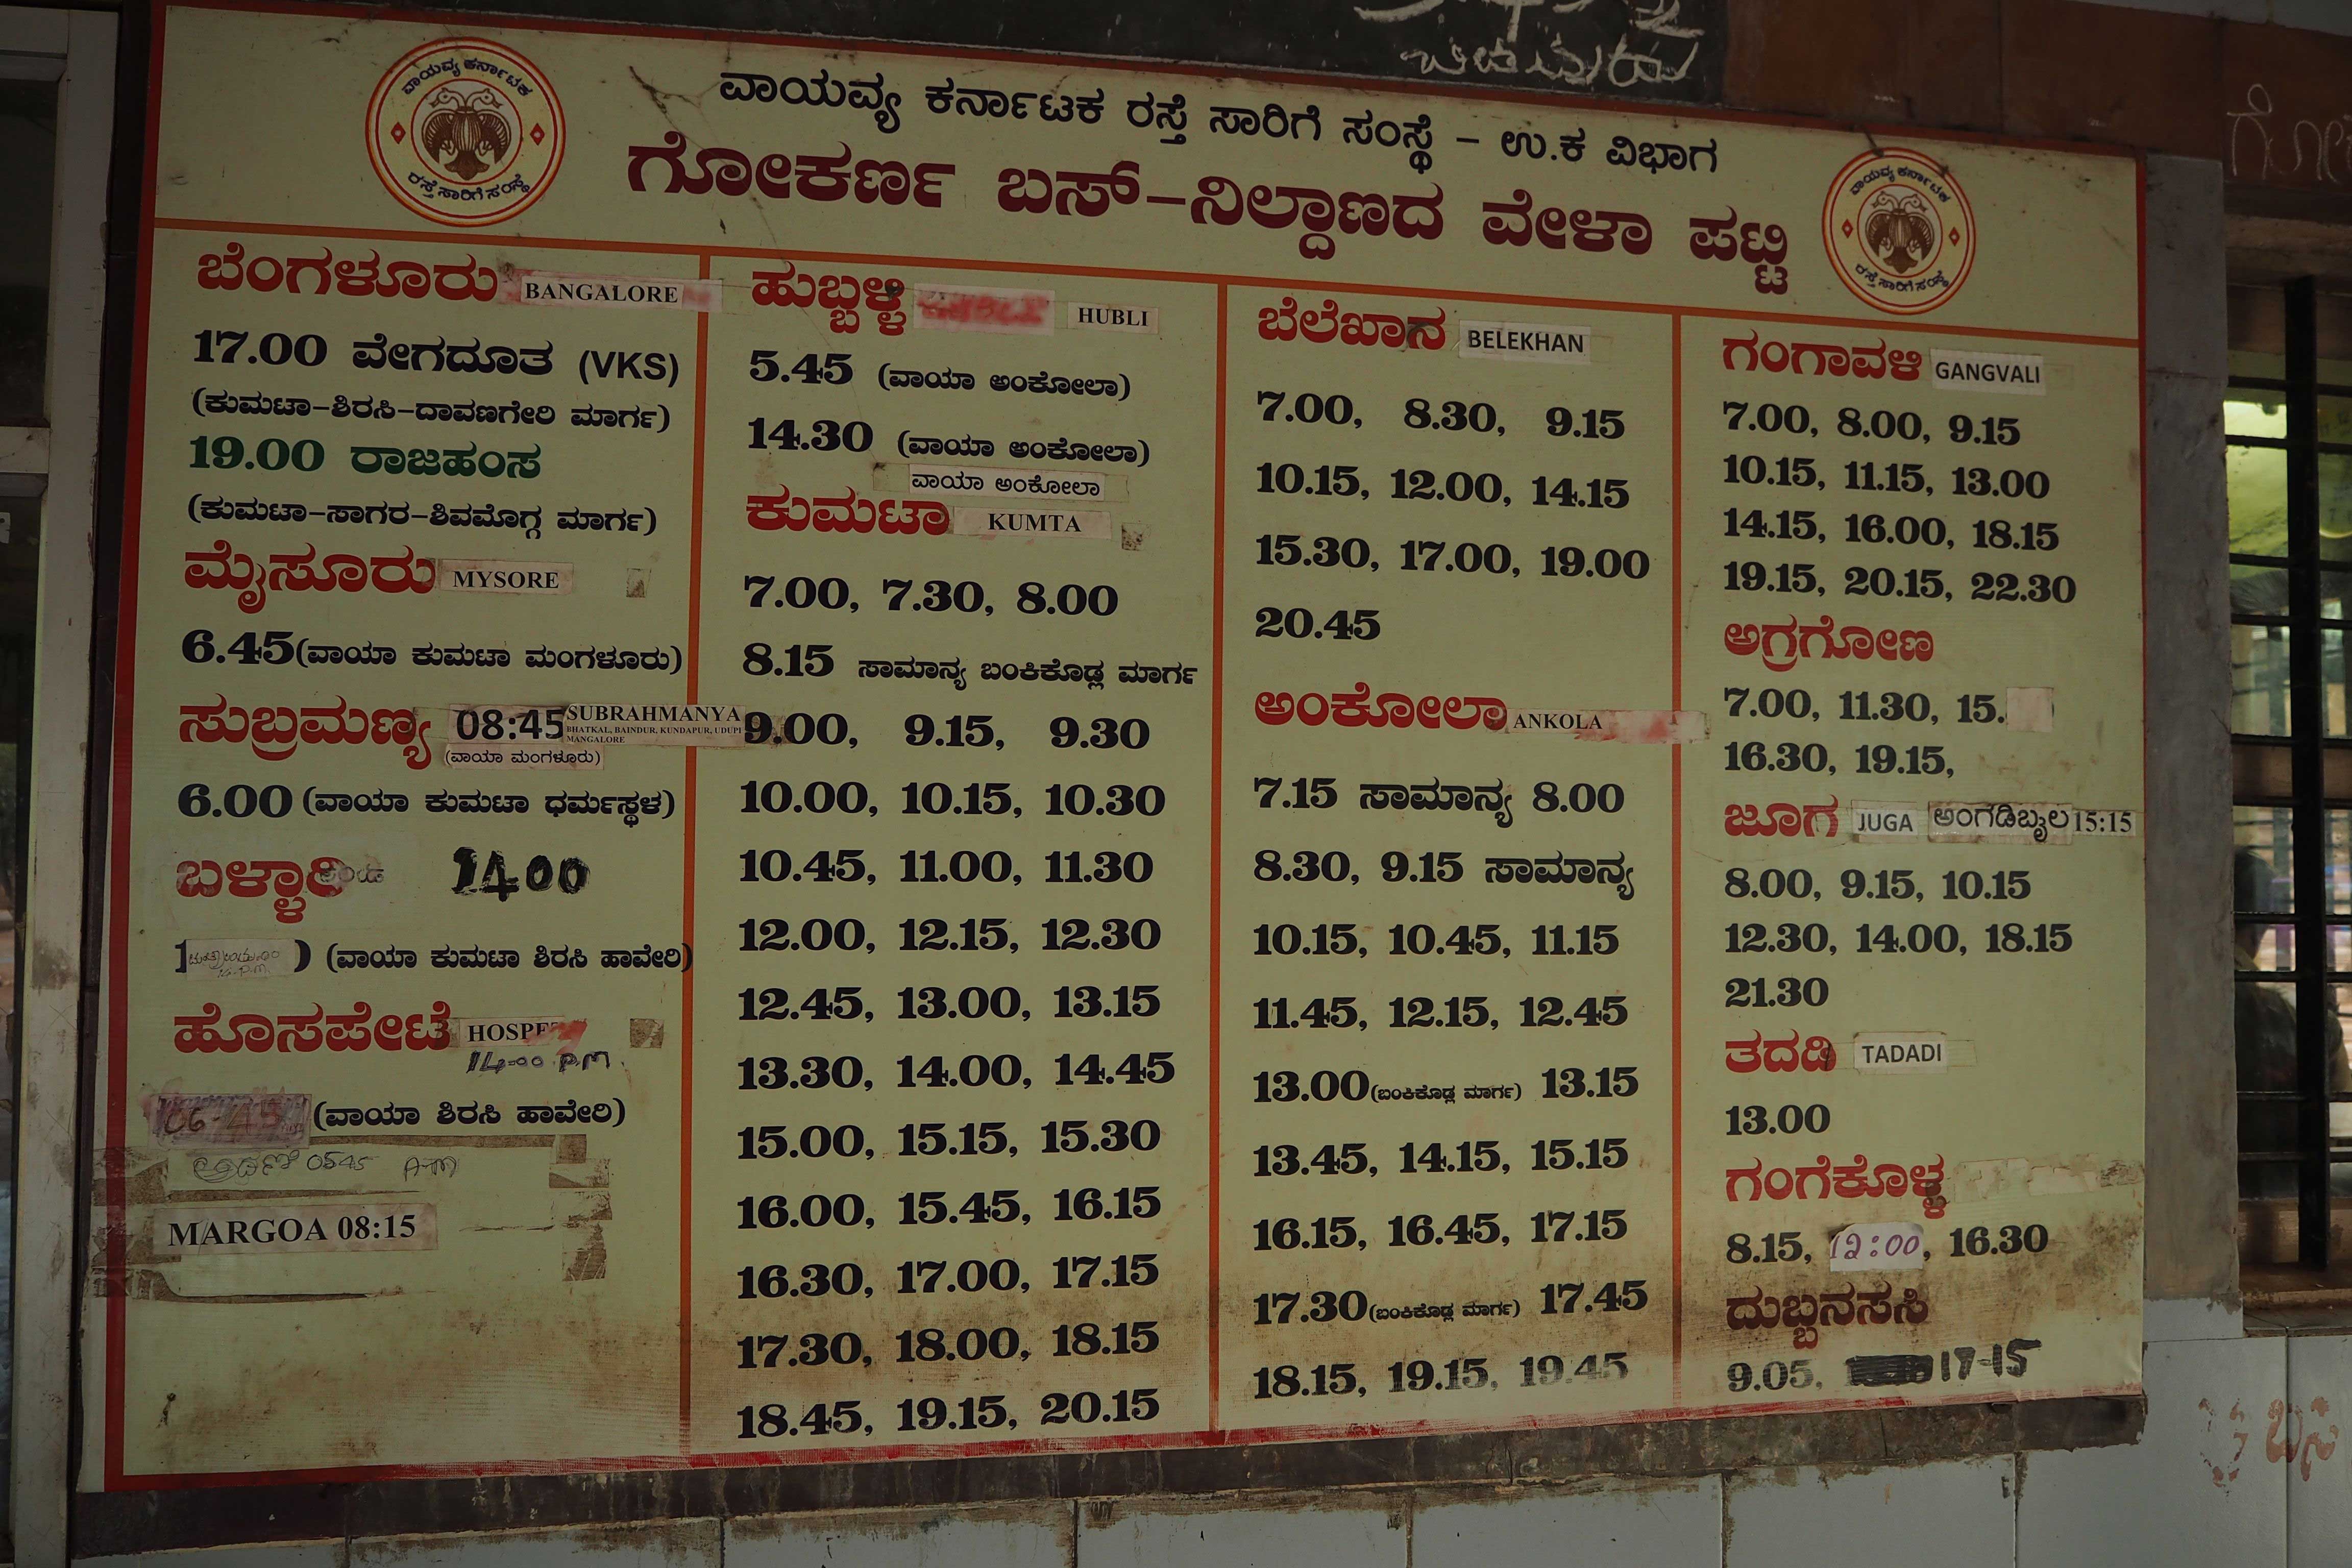 ವಾಯವ್ಯ ಕರ್ನಾಟಕ ರಸ್ತೆ ಸಾರಿಗೆ ಸಂಸ್ಥೆ - ಉ.ಕ ವಿಭಾಗ
ಗೋಕರ್ಣ ಬಸ್-ನಿಲ್ದಾಣದ ವೇಳಾ ಪಟ್ಟಿ
ವಾಯವ್ಯ ಕರ್ನಾಟಕ
ರಸ್ತೆ ಸಾರಿಗೆ ಸಂಸ್ಥೆ
ವಾಯವ್ಯ ಕರ್ನಾಟಕ
ರಸ್ತೆ ಸಾರಿಗೆ ಸಂಸ್ಥೆ
ಬೆಂಗಳೂರು BANGALORE
17.00 ವೇಗದೂತ (VKS)
(ಕುಮಟಾ-ಶಿರಸಿ-ದಾವಣಗೇರಿ ಮಾರ್ಗ)
19.00 ರಾಜಹಂಸ
(ಕುಮಟಾ-ಸಾಗರ-ಶಿವಮೊಗ್ಗ ಮಾರ್ಗ)
ಮೈಸೂರು MYSORE
6.45 (ವಾಯಾ ಕುಮಟಾ ಮಂಗಳೂರು)
ಸುಬ್ರಮಣ್ಯ 08:45 SUBRAHMANYA
BHATKAL, BAINDUR, KUNDAPUR, UDUPI
MANGALORE
(ವಾಯಾ ಮಂಗಳೂರು)
6.00 (ವಾಯಾ ಕುಮಟಾ ಧರ್ಮಸ್ಥಳ)
ಬಳ್ಳಾರಿ 1400
(ವಾಯಾ ಕುಮಟಾ ಶಿರಸಿ ಹಾವೇರಿ)
ಹೊಸಪೇಟೆ HOSPE
14-00 P.M.
06-45 (ವಾಯಾ ಶಿರಸಿ ಹಾವೇರಿ)
0545 A-M
MARGOA 08:15
ಹುಬ್ಬಳ್ಳಿ HUBLI
5.45 (ವಾಯಾ ಅಂಕೋಲಾ)
14.30 (ವಾಯಾ ಅಂಕೋಲಾ)
ವಾಯಾ ಅಂಕೋಲಾ
ಕುಮಟಾ KUMTA
7.00, 7.30, 8.00
8.15 ಸಾಮಾನ್ಯ ಬಂಕಿಕೊಡ್ಲ ಮಾರ್ಗ
9.00, 9.15, 9.30
10.00, 10.15, 10.30
10.45, 11.00, 11.30
12.00, 12.15, 12.30
12.45, 13.00, 13.15
13.30, 14.00, 14.45
15.00, 15.15, 15.30
16.00, 15.45, 16.15
16.30, 17.00, 17.15
17.30, 18.00, 18.15
18.45, 19.15, 20.15
ಬೆಲೆಖಾನ BELEKHAN
7.00, 8.30, 9.15
10.15, 12.00, 14.15
15.30, 17.00, 19.00
20.45
ಅಂಕೋಲಾ ANKOLA
7.15 ಸಾಮಾನ್ಯ 8.00
8.30, 9.15 ಸಾಮಾನ್ಯ
10.15, 10.45, 11.15
11.45, 12.15, 12.45
13.00 (ಬಂಕಿಕೊಡ್ಲ ಮಾರ್ಗ) 13.15
13.45, 14.15, 15.15
16.15, 16.45, 17.15
17.30 (ಬಂಕಿಕೊಡ್ಲ ಮಾರ್ಗ) 17.45
18.15, 19.15, 19.45
ಗಂಗಾವಳಿ GANGVALI
7.00, 8.00, 9.15
10.15, 11.15, 13.00
14.15, 16.00, 18.15
19.15, 20.15, 22.30
ಅಗ್ರಗೋಣ
7.00, 11.30, 15.
16.30, 19.15,
ಜೂಗ JUGA ಅಂಗಡಿಬೈಲ 15:15
8.00, 9.15, 10.15
12.30, 14.00, 18.15
21.30
ತದಡಿ TADADI
13.00
ಗಂಗೆಕೊಳ್ಳ
8.15, 12:00, 16.30
ದುಬ್ಬನಸಸಿ
9.05, 17-15